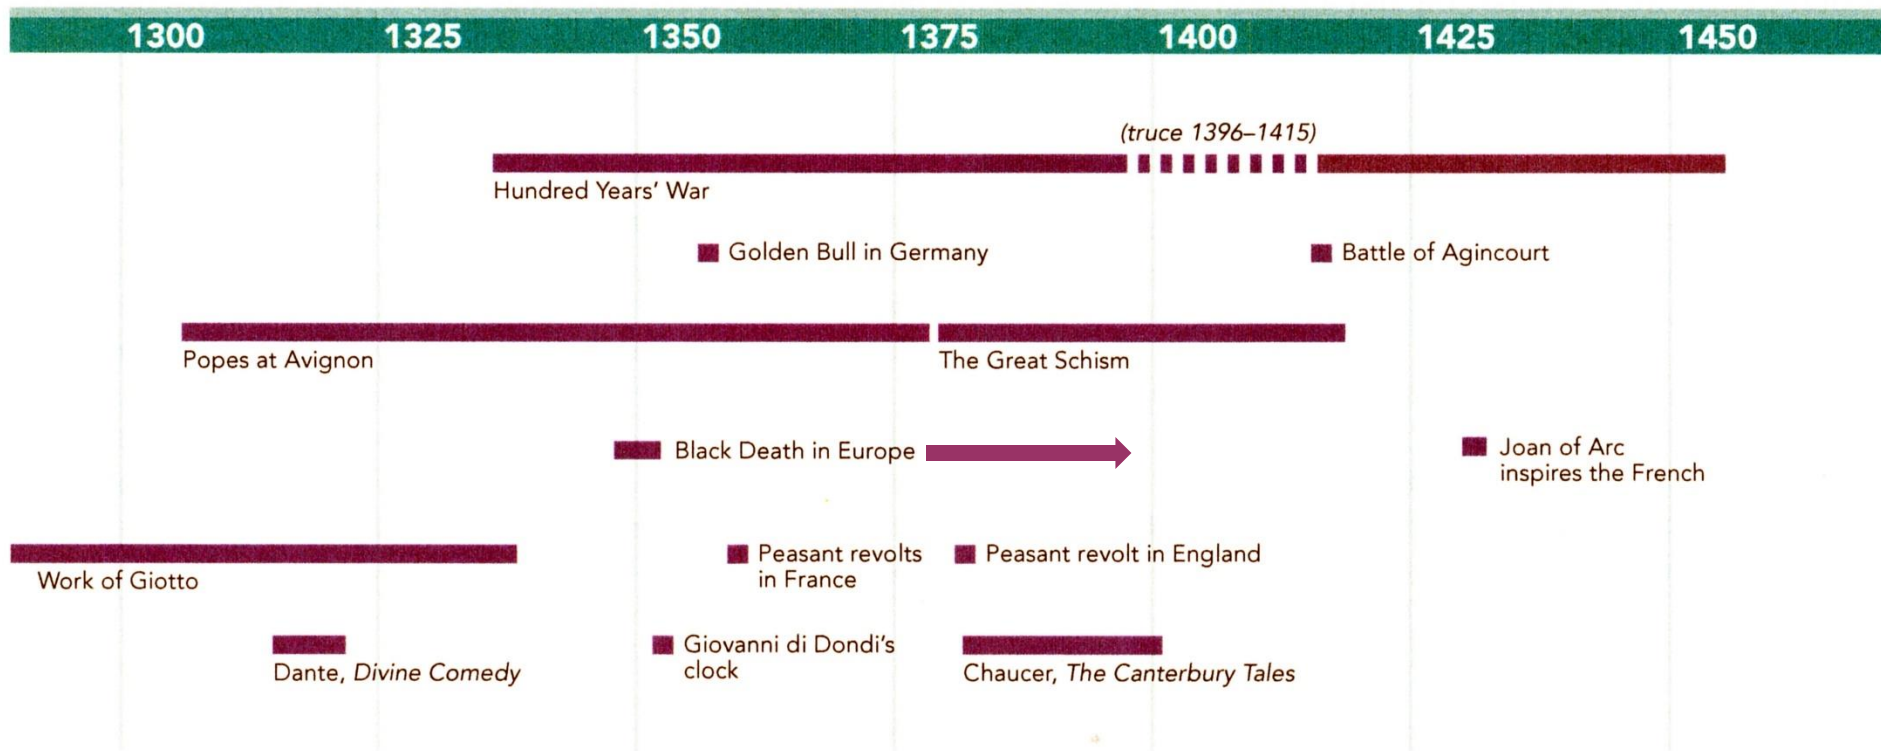 1300 1325 1350 1375 1400 1425 1450
(truce 1396–1415)
Hundred Years' War
Golden Bull in Germany
Battle of Agincourt
Popes at Avignon
The Great Schism
Black Death in Europe
Joan of Arc
inspires the French
Work of Giotto
Peasant revolts
in France
Peasant revolt in England
Dante, Divine Comedy
Giovanni di Dondi's
clock
Chaucer, The Canterbury Tales